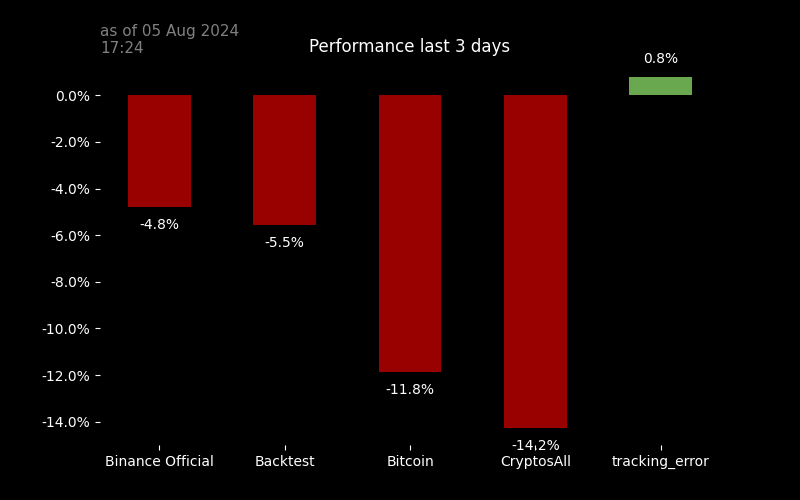 as of 05 Aug 2024
17:24
Performance last 3 days
0.8%
0.0%
-2.0%
-4.0%
-4.8%
-6.0%
-5.5%
-8.0%
-10.0%
-12.0%
-11.8%
-14.0%
-14.2%
Binance Official
Backtest
Bitcoin
CryptosAll
tracking_error